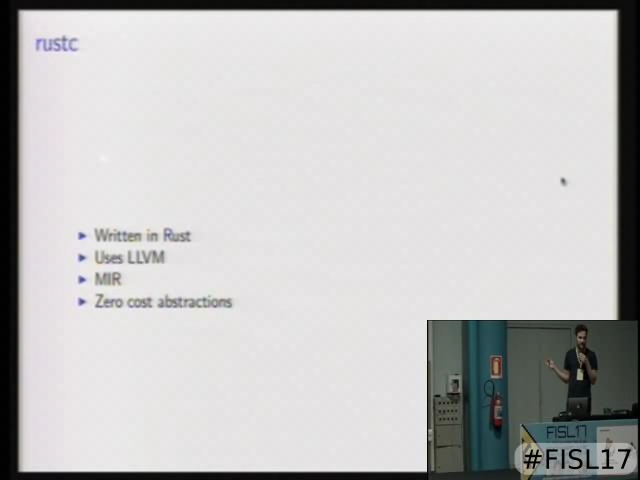 rustc
Written in Rust
Uses LLVM
MIR
Zero cost abstractions
FISL17
#FISL17